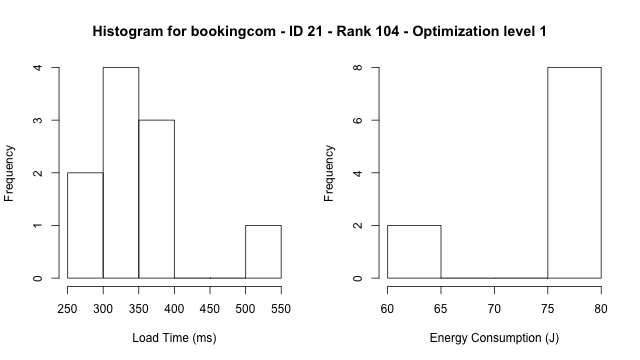 Histogram for bookingcom - ID 21 - Rank 104 - Optimization level 1
Frequency
0 1 2 3 4
250 300 350 400 450 500 550
Load Time (ms)
Frequency
0 2 4 6 8
60 65 70 75 80
Energy Consumption (J)